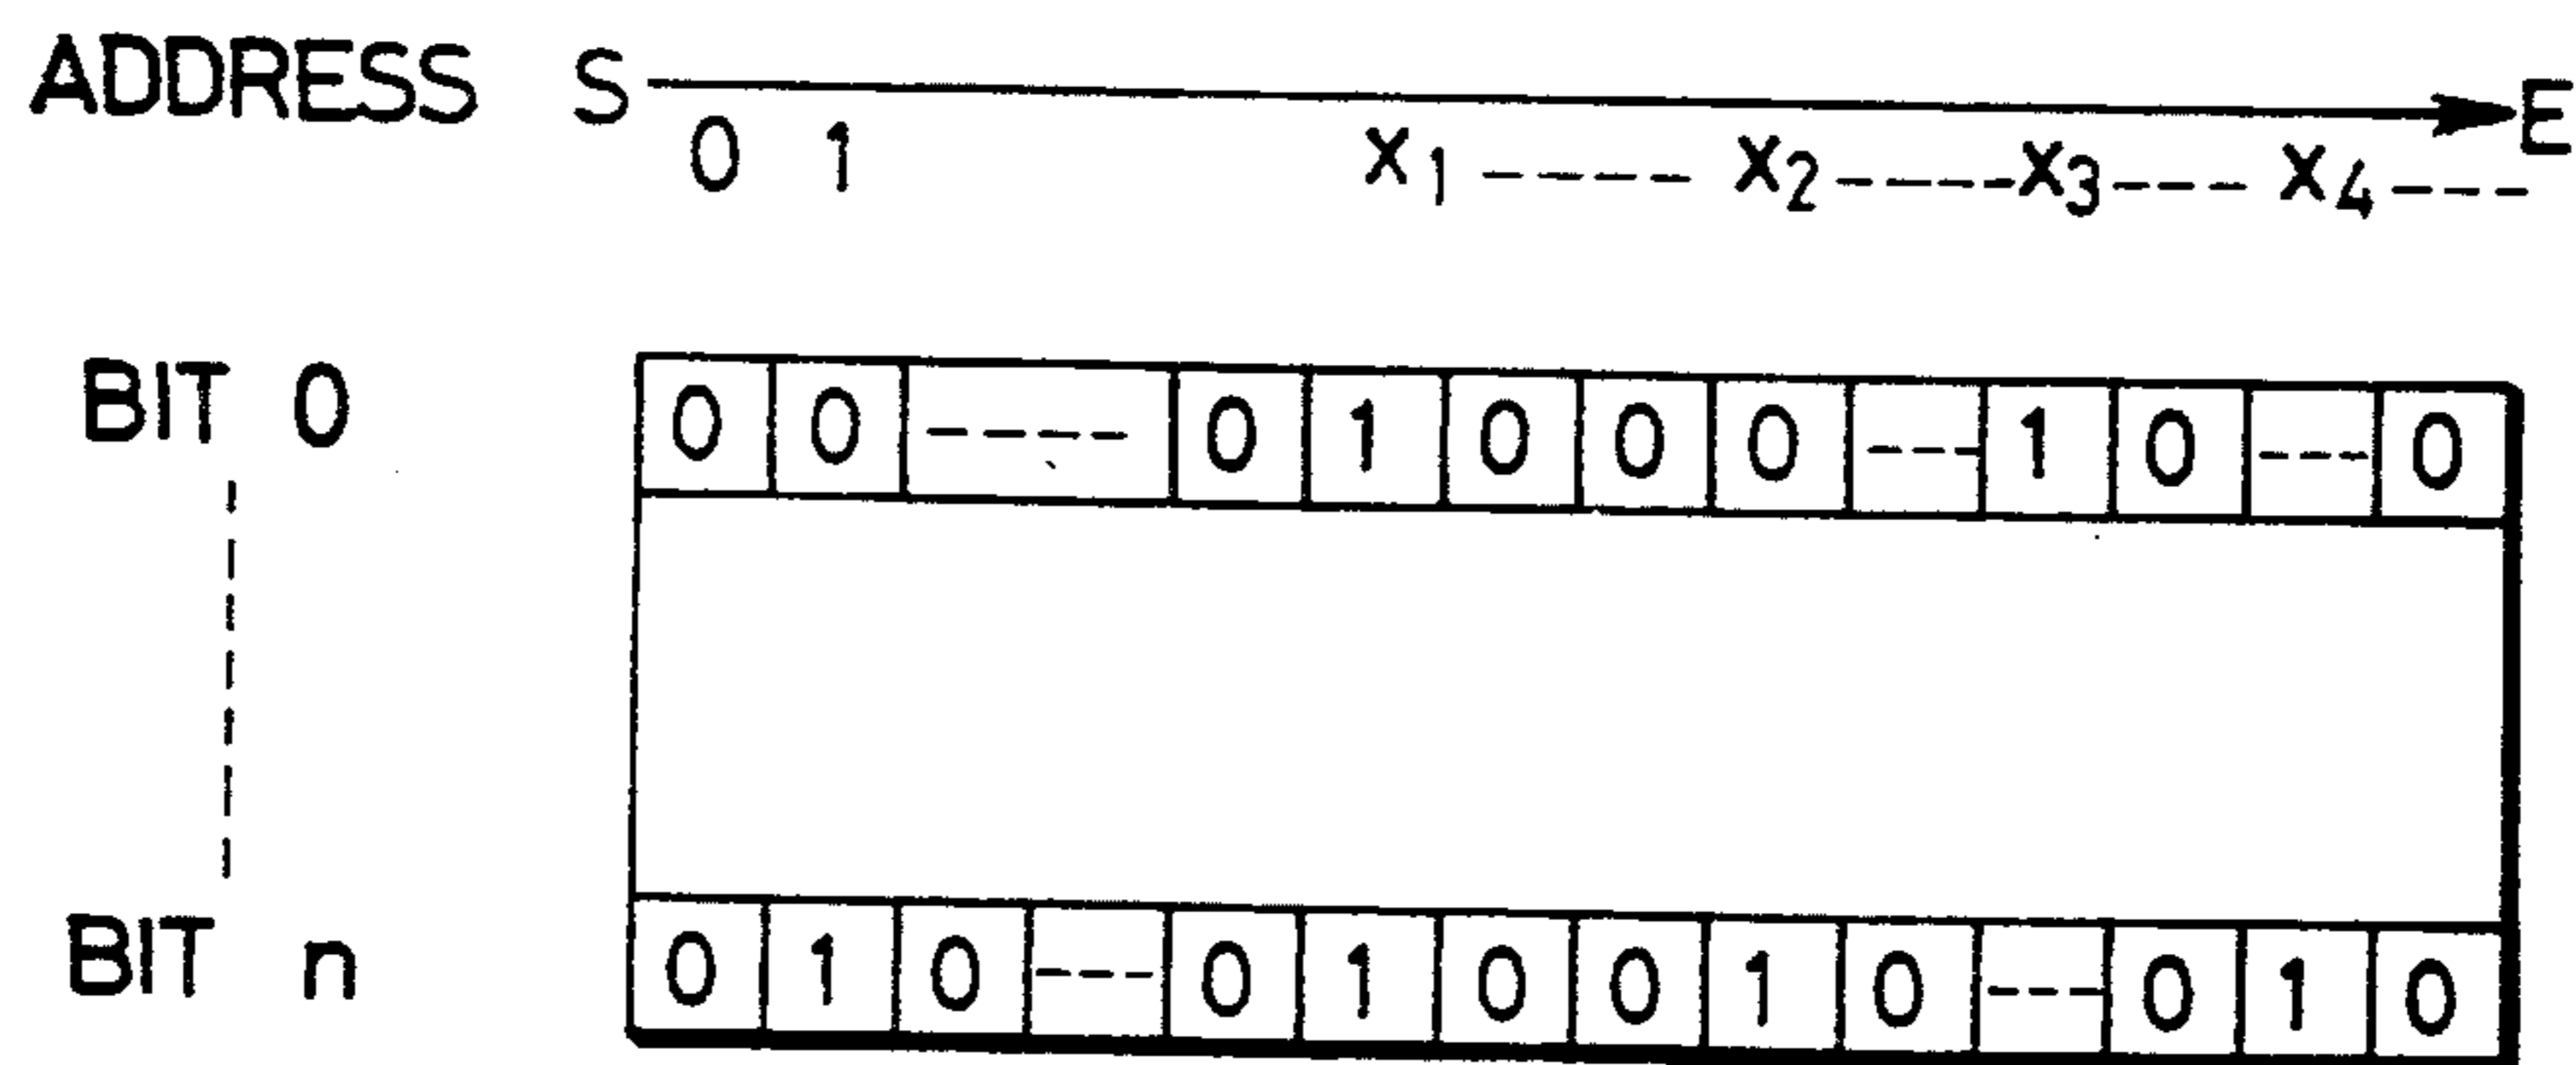 ADDRESS S E
0 1 x1 ----- x2 ----- x3 ---- x4 ----
BIT 0 0 0 ---- 0 1 0 0 0 --- 1 0 --- 0
BIT n 0 1 0 --- 0 1 0 0 1 0 --- 0 1 0